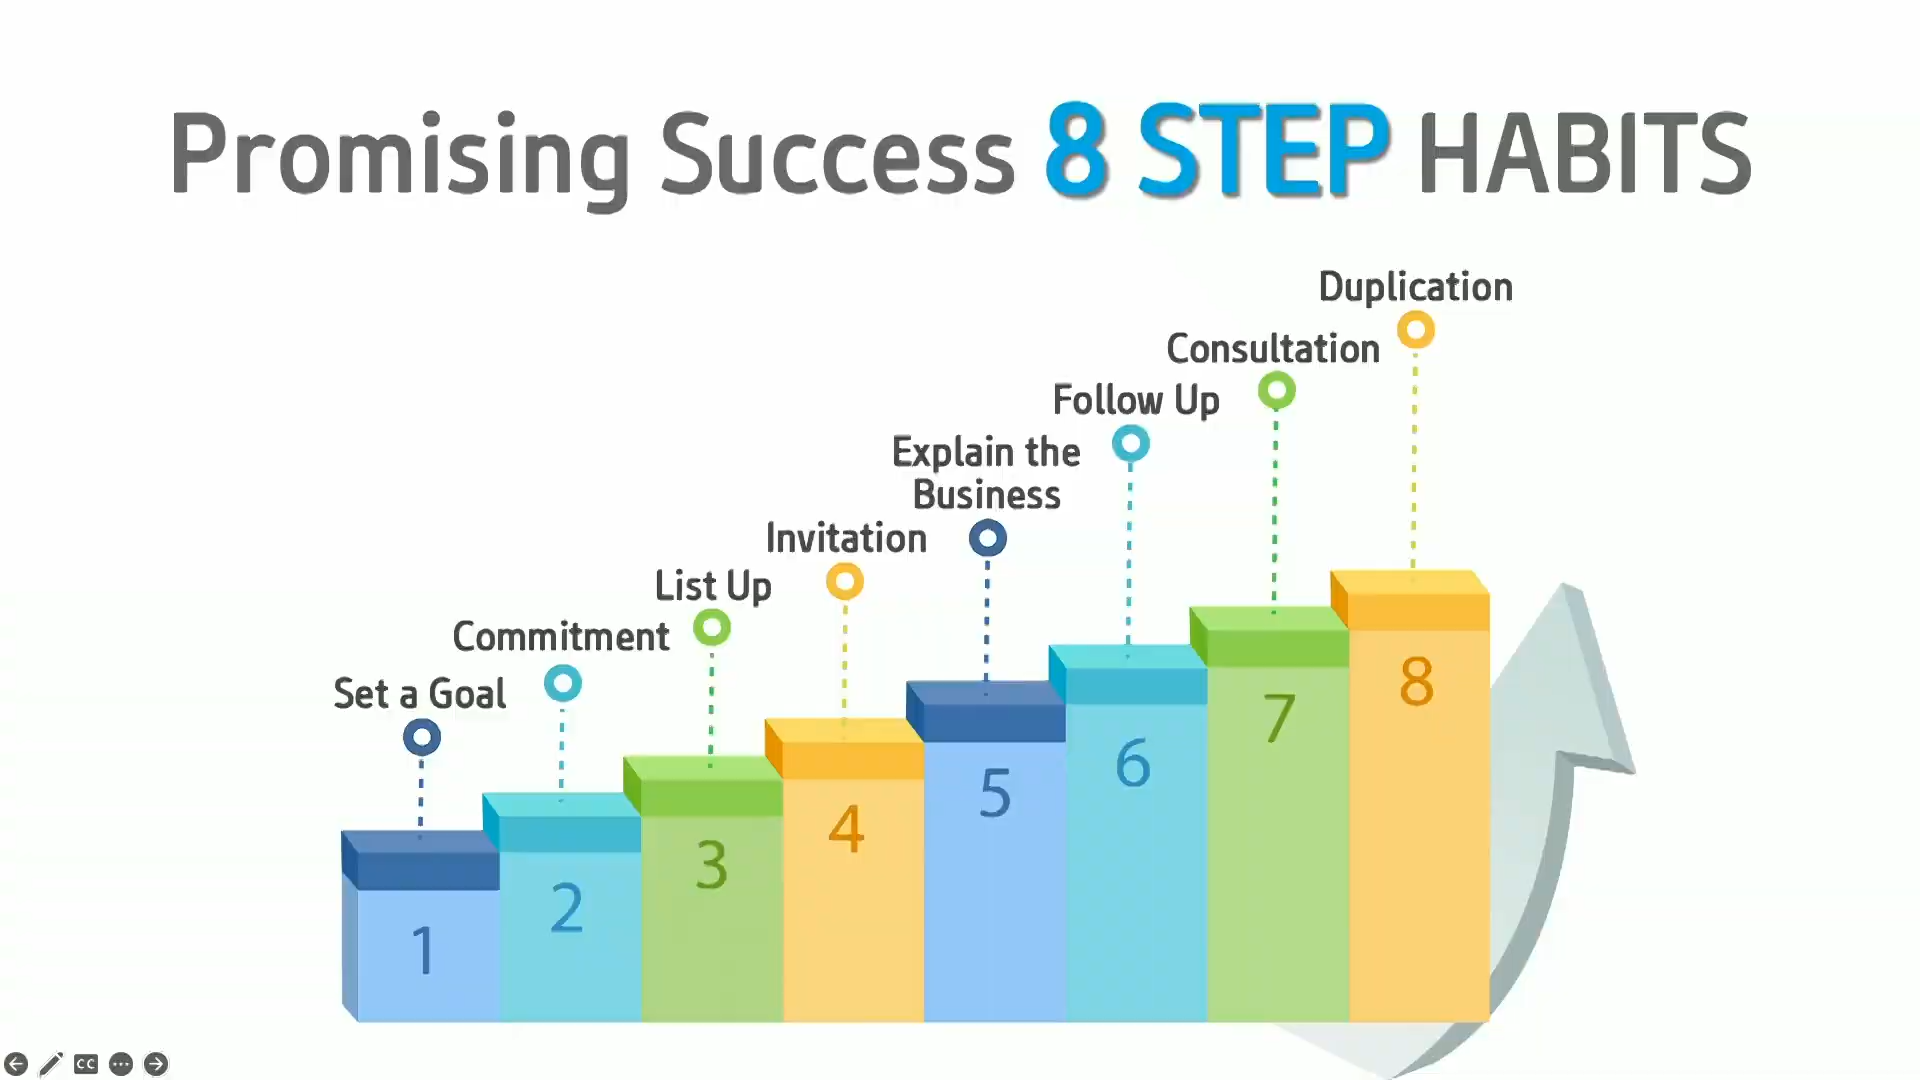 Promising Success 8 STEP HABITS
Duplication
Consultation
Follow Up
Explain the
Business
Invitation
List Up
Commitment
Set a Goal
1
2
3
4
5
6
7
8
CC